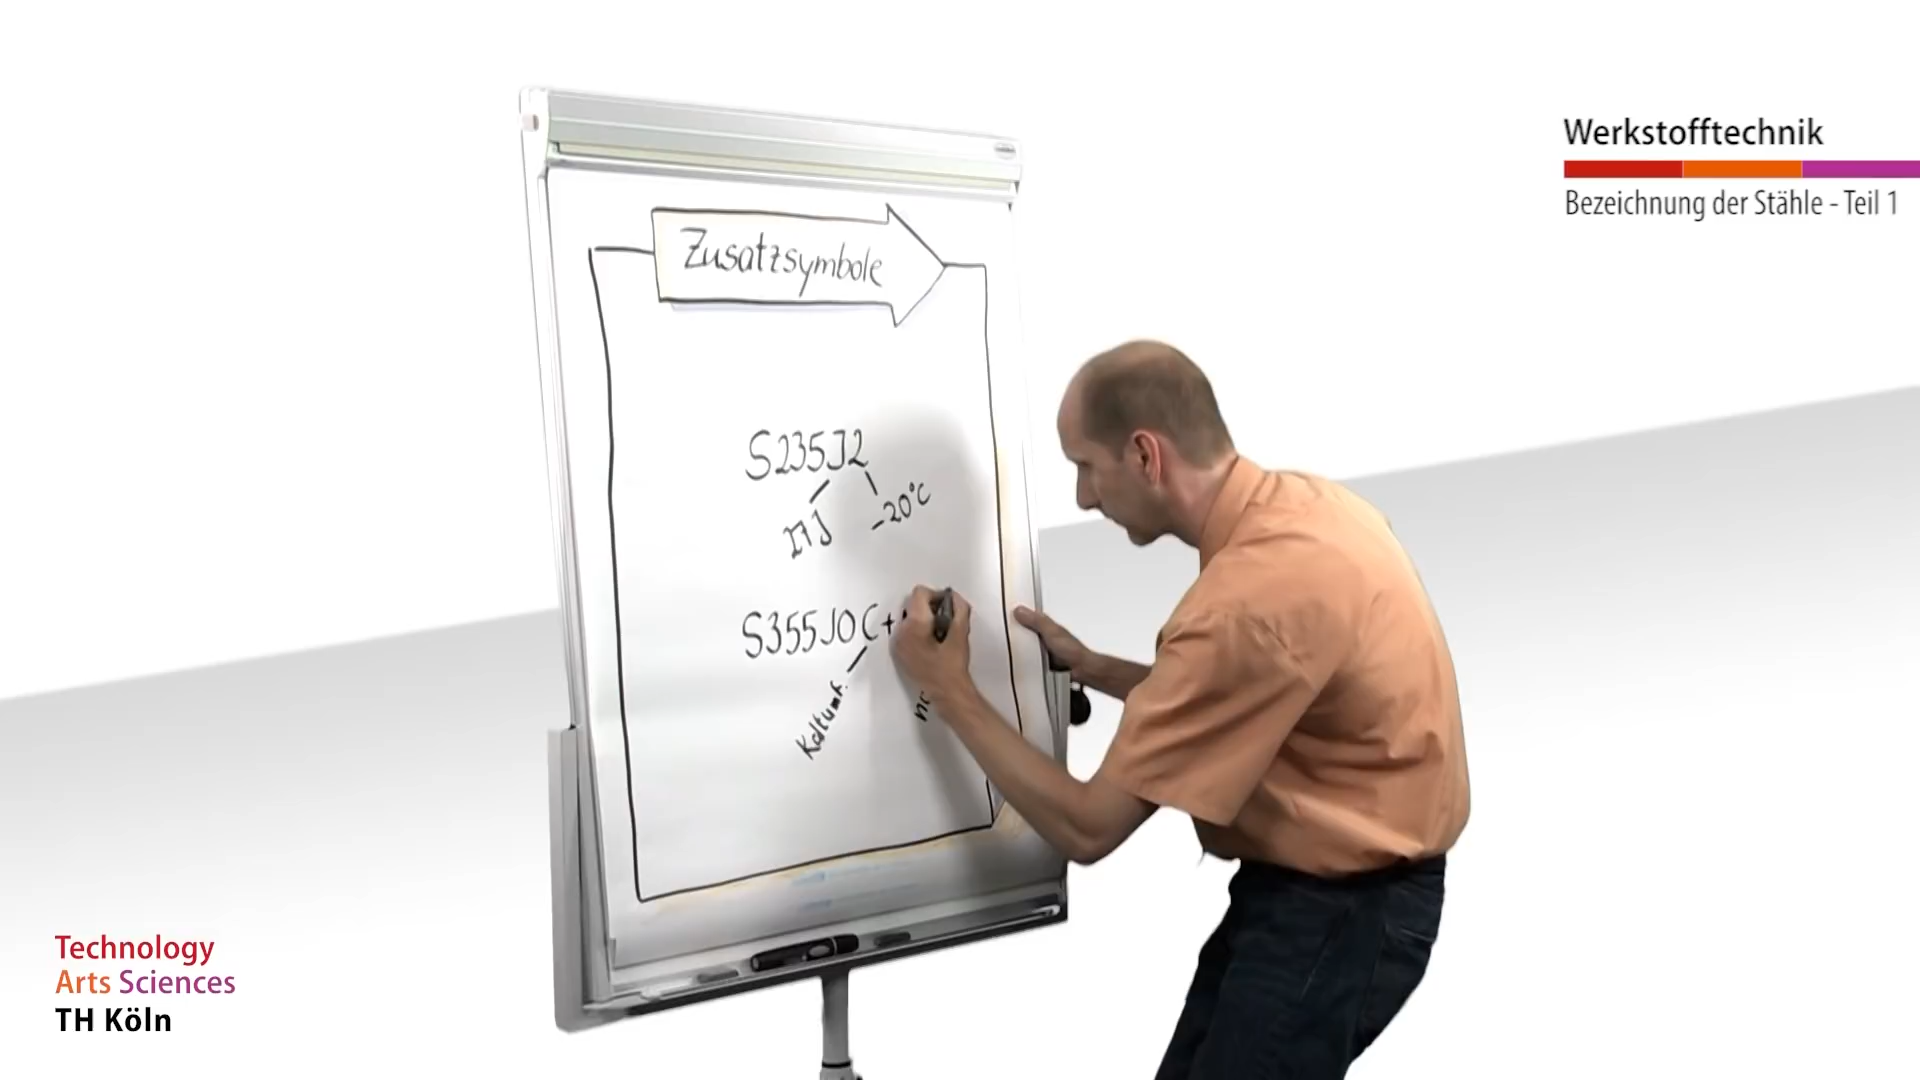 Werkstofftechnik
Bezeichnung der Stähle - Teil 1
Zusatzsymbole
S235J2
27J -20°C
S355J0C+
Kaltumf.
Technology
Arts Sciences
TH Köln